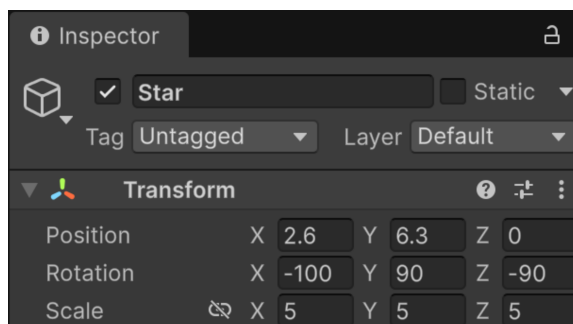 Inspector
Star Static
Tag Untagged Layer Default
Transform
Position X 2.6 Y 6.3 Z 0
Rotation X -100 Y 90 Z -90
Scale X 5 Y 5 Z 5